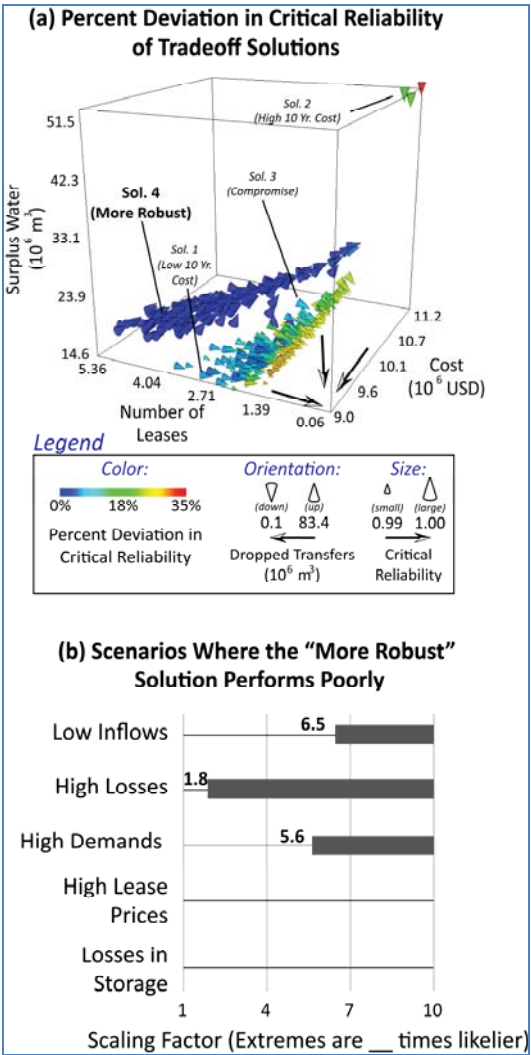 (a) Percent Deviation in Critical Reliability
of Tradeoff Solutions
Surplus Water
(10⁶ m³)
51.5
42.3
33.1
23.9
14.6
Sol. 2
(High 10 Yr. Cost)
Sol. 3
(Compromise)
Sol. 4
(More Robust)
Sol. 1
(Low 10 Yr.
Cost)
5.36
4.04
2.71
1.39
0.06
Number of
Leases
11.2
10.7
10.1
9.6
9.0
Cost
(10⁶ USD)
Legend
Color:
0% 18% 35%
Percent Deviation in
Critical Reliability
Orientation:
(down) (up)
0.1 83.4
Dropped Transfers
(10⁶ m³)
Size:
(small) (large)
0.99 1.00
Critical
Reliability
(b) Scenarios Where the “More Robust”
Solution Performs Poorly
Low Inflows
6.5
High Losses
1.8
High Demands
5.6
High Lease
Prices
Losses in
Storage
1 4 7 10
Scaling Factor (Extremes are __ times likelier)